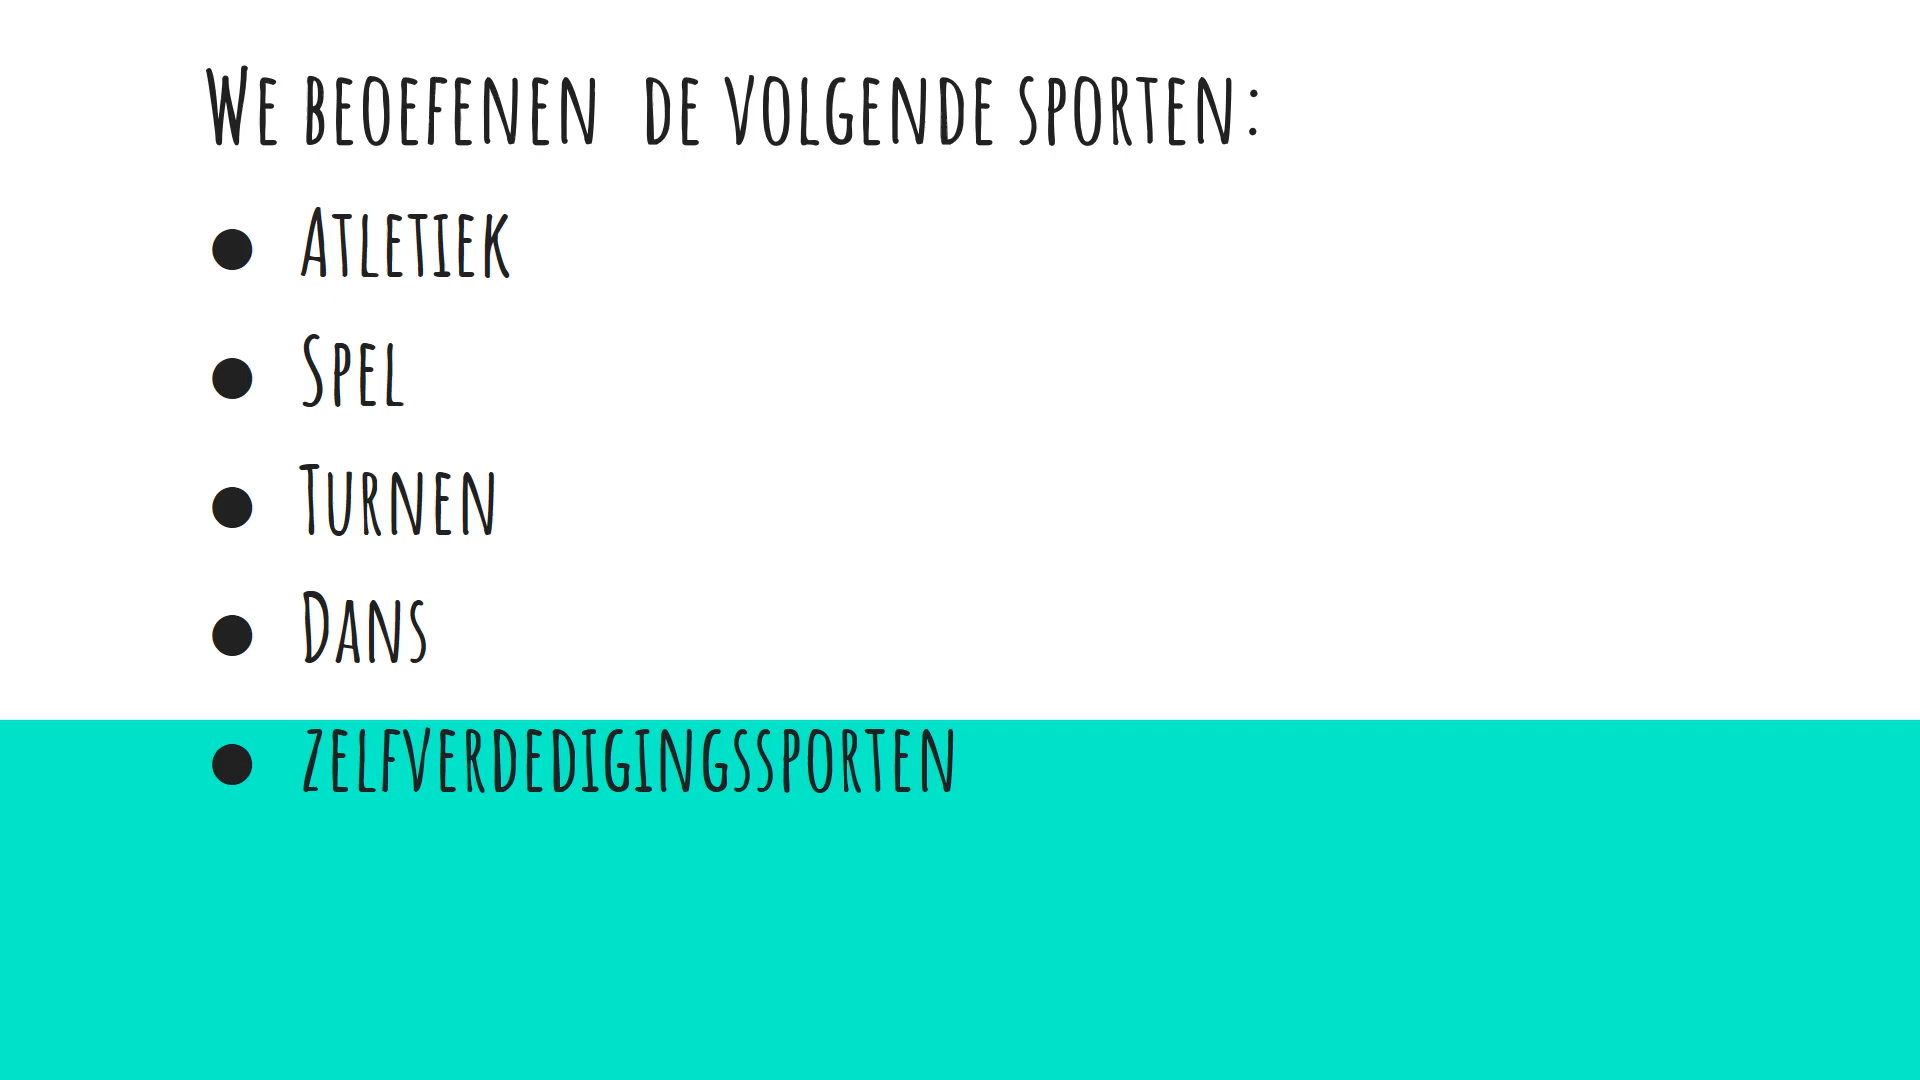 We beoefenen  de volgende sporten:
● Atletiek
● Spel
● Turnen
● Dans
● zelfverdedigingssporten